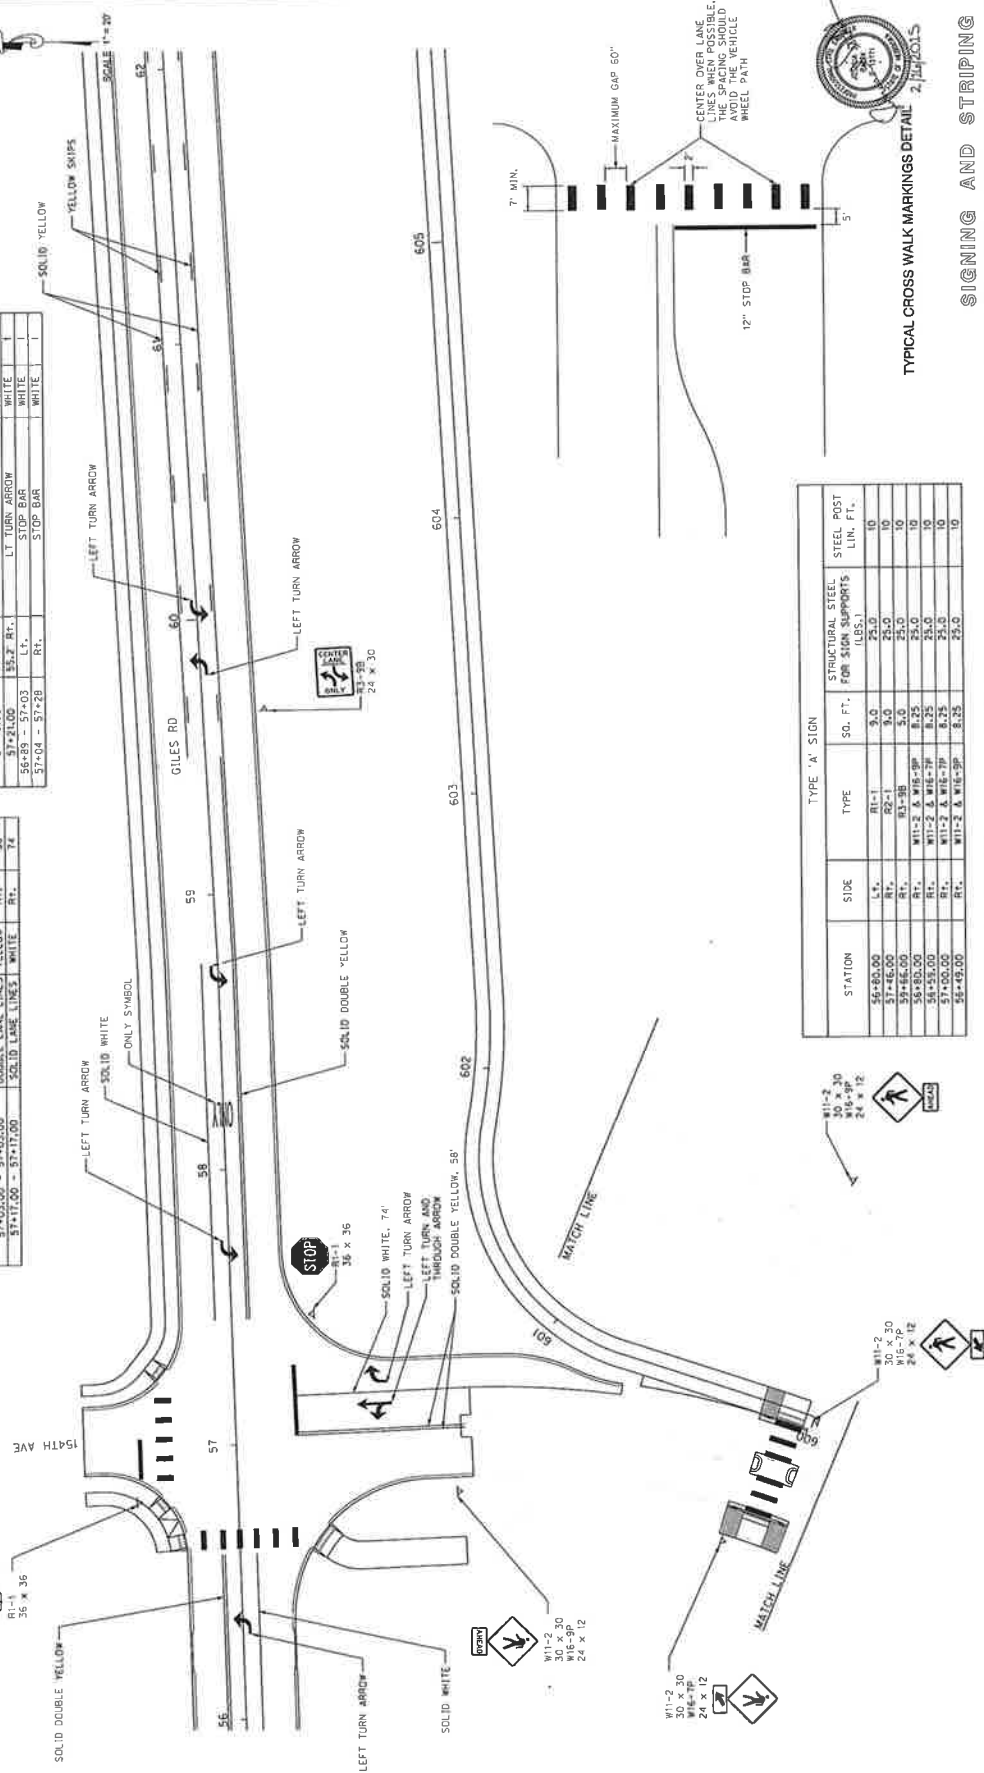 SCALE 1"= 20'
LT TURN ARROW WHITE 1
57+21.00 55.2 Rt.
56+89 - 57+03 Lt. STOP BAR WHITE 1
57+04 - 57+28 Rt. STOP BAR WHITE 1
57+17.00 - 57+17.00 SOLID LANE LINES WHITE Rt. 74
SOLID YELLOW
YELLOW SKIPS
LEFT TURN ARROW
LEFT TURN ARROW
GILES RD
CENTER
LANE
ONLY
R3-9B
24 x 30
LEFT TURN ARROW
SOLID WHITE
ONLY SYMBOL
ONLY
LEFT TURN ARROW
SOLID DOUBLE YELLOW
56
57
58
59
60
61
62
154TH AVE
R1-1
36 x 36
SOLID DOUBLE YELLOW
LEFT TURN ARROW
SOLID WHITE
STOP
R1-1
36 x 36
SOLID WHITE, 74'
LEFT TURN ARROW
LEFT TURN AND
THROUGH ARROW
SOLID DOUBLE YELLOW, 58'
600
601
602
603
604
605
MATCH LINE
MATCH LINE
AHEAD
W11-2
30 x 30
W16-9P
24 x 12
W11-2
30 x 30
W16-7P
24 x 12
W11-2
30 x 30
W16-7P
24 x 12
W11-2
30 x 30
W16-9P
24 x 12
AHEAD
7' MIN.
MAXIMUM GAP 60"
2'
CENTER OVER LANE
LINES WHEN POSSIBLE.
THE SPACING SHOULD
AVOID THE VEHICLE
WHEEL PATH
12" STOP BAR
5'
TYPICAL CROSS WALK MARKINGS DETAIL
TYPE 'A' SIGN
STATION SIDE TYPE SQ. FT. STRUCTURAL STEEL FOR SIGN SUPPORTS (LBS.) STEEL POST LIN. FT.
56+80.00 Lt. R1-1 9.0 25.0 10
57+46.00 Rt. R2-1 9.0 25.0 10
59+66.00 Rt. R3-9B 5.0 25.0 10
56+80.00 Rt. W11-2 & W16-9P 8.25 25.0 10
56+55.00 Rt. W11-2 & W16-7P 8.25 25.0 10
57+00.00 Rt. W11-2 & W16-7P 8.25 25.0 10
56+49.00 Rt. W11-2 & W16-9P 8.25 25.0 10
SIGNING AND STRIPING